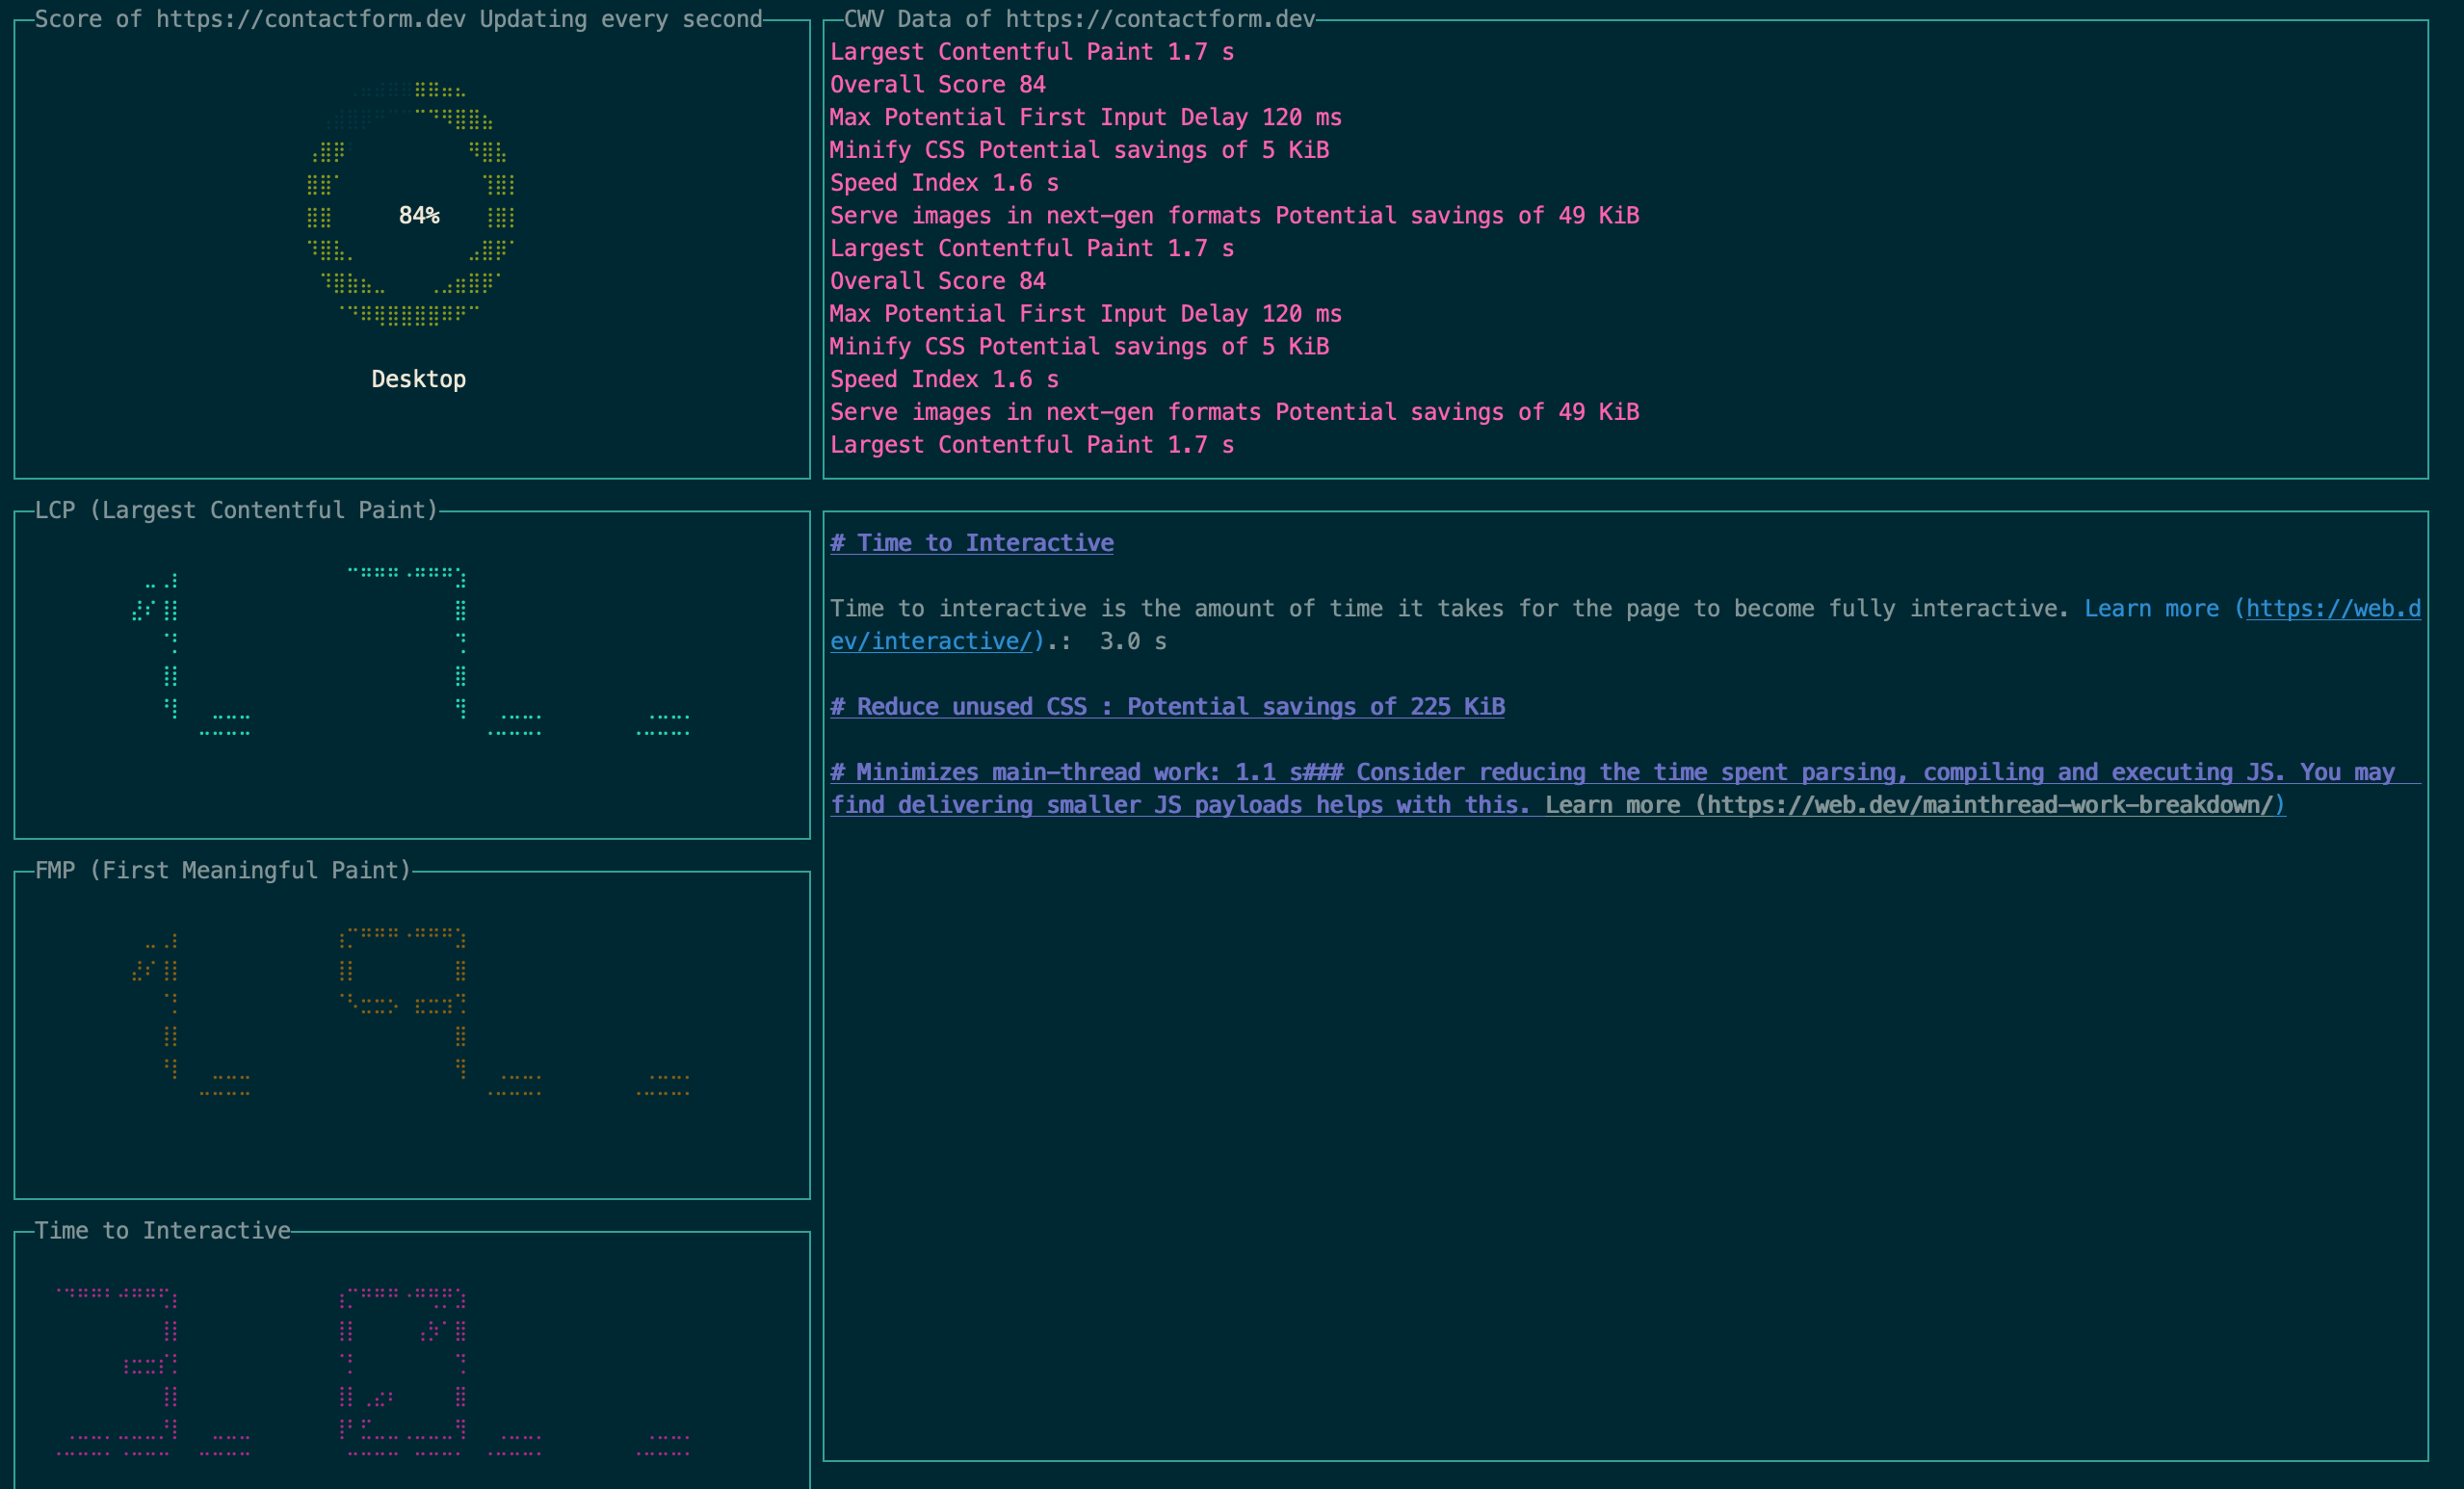 Score of https://contactform.dev Updating every second
84%
Desktop
CWV Data of https://contactform.dev
Largest Contentful Paint 1.7 s
Overall Score 84
Max Potential First Input Delay 120 ms
Minify CSS Potential savings of 5 KiB
Speed Index 1.6 s
Serve images in next-gen formats Potential savings of 49 KiB
Largest Contentful Paint 1.7 s
Overall Score 84
Max Potential First Input Delay 120 ms
Minify CSS Potential savings of 5 KiB
Speed Index 1.6 s
Serve images in next-gen formats Potential savings of 49 KiB
Largest Contentful Paint 1.7 s
LCP (Largest Contentful Paint)
1.7..
FMP (First Meaningful Paint)
1.9..
Time to Interactive
3.0..
# Time to Interactive
Time to interactive is the amount of time it takes for the page to become fully interactive. Learn more (https://web.d
ev/interactive/).:  3.0 s
# Reduce unused CSS : Potential savings of 225 KiB
# Minimizes main-thread work: 1.1 s### Consider reducing the time spent parsing, compiling and executing JS. You may
find delivering smaller JS payloads helps with this. Learn more (https://web.dev/mainthread-work-breakdown/)